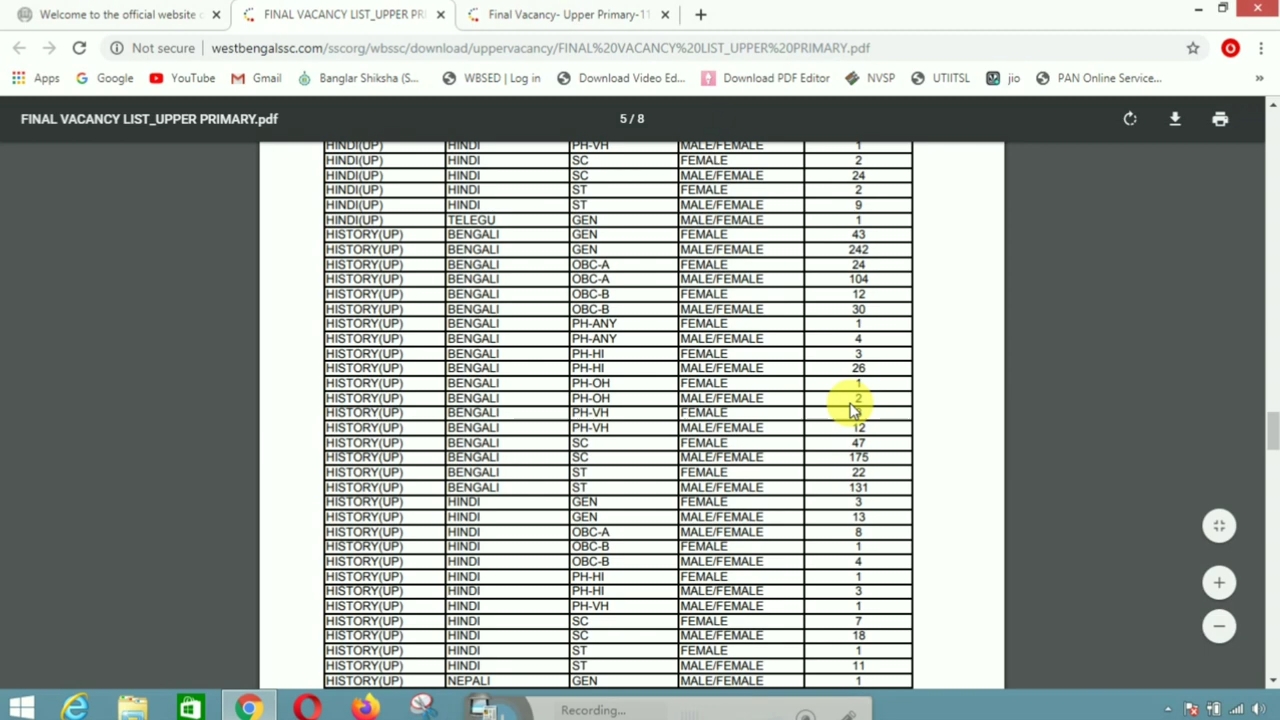 Welcome to the official website
FINAL VACANCY LIST_UPPER PRI
Final Vacancy- Upper Primary-11
Not secure
westbengalssc.com/sscorg/wbssc/download/uppervacancy/FINAL%20VACANCY%20LIST_UPPER%20PRIMARY.pdf
Apps Google YouTube Gmail Banglar Shiksha (S... WBSED | Log in Download Video Ed... Download PDF Editor NVSP UTIITSL jio PAN Online Service... »
FINAL VACANCY LIST_UPPER PRIMARY.pdf 5 / 8
HINDI(UP) HINDI PH-VH MALE/FEMALE 1
HINDI(UP) HINDI SC FEMALE 2
HINDI(UP) HINDI SC MALE/FEMALE 24
HINDI(UP) HINDI ST FEMALE 2
HINDI(UP) HINDI ST MALE/FEMALE 9
HINDI(UP) TELEGU GEN MALE/FEMALE 1
HISTORY(UP) BENGALI GEN FEMALE 43
HISTORY(UP) BENGALI GEN MALE/FEMALE 242
HISTORY(UP) BENGALI OBC-A FEMALE 24
HISTORY(UP) BENGALI OBC-A MALE/FEMALE 104
HISTORY(UP) BENGALI OBC-B FEMALE 12
HISTORY(UP) BENGALI OBC-B MALE/FEMALE 30
HISTORY(UP) BENGALI PH-ANY FEMALE 1
HISTORY(UP) BENGALI PH-ANY MALE/FEMALE 4
HISTORY(UP) BENGALI PH-HI FEMALE 3
HISTORY(UP) BENGALI PH-HI MALE/FEMALE 26
HISTORY(UP) BENGALI PH-OH FEMALE 1
HISTORY(UP) BENGALI PH-OH MALE/FEMALE 2
HISTORY(UP) BENGALI PH-VH FEMALE
HISTORY(UP) BENGALI PH-VH MALE/FEMALE 12
HISTORY(UP) BENGALI SC FEMALE 47
HISTORY(UP) BENGALI SC MALE/FEMALE 175
HISTORY(UP) BENGALI ST FEMALE 22
HISTORY(UP) BENGALI ST MALE/FEMALE 131
HISTORY(UP) HINDI GEN FEMALE 3
HISTORY(UP) HINDI GEN MALE/FEMALE 13
HISTORY(UP) HINDI OBC-A MALE/FEMALE 8
HISTORY(UP) HINDI OBC-B FEMALE 1
HISTORY(UP) HINDI OBC-B MALE/FEMALE 4
HISTORY(UP) HINDI PH-HI FEMALE 1
HISTORY(UP) HINDI PH-HI MALE/FEMALE 3
HISTORY(UP) HINDI PH-VH MALE/FEMALE 1
HISTORY(UP) HINDI SC FEMALE 7
HISTORY(UP) HINDI SC MALE/FEMALE 18
HISTORY(UP) HINDI ST FEMALE 1
HISTORY(UP) HINDI ST MALE/FEMALE 11
HISTORY(UP) NEPALI GEN MALE/FEMALE 1
Recording...